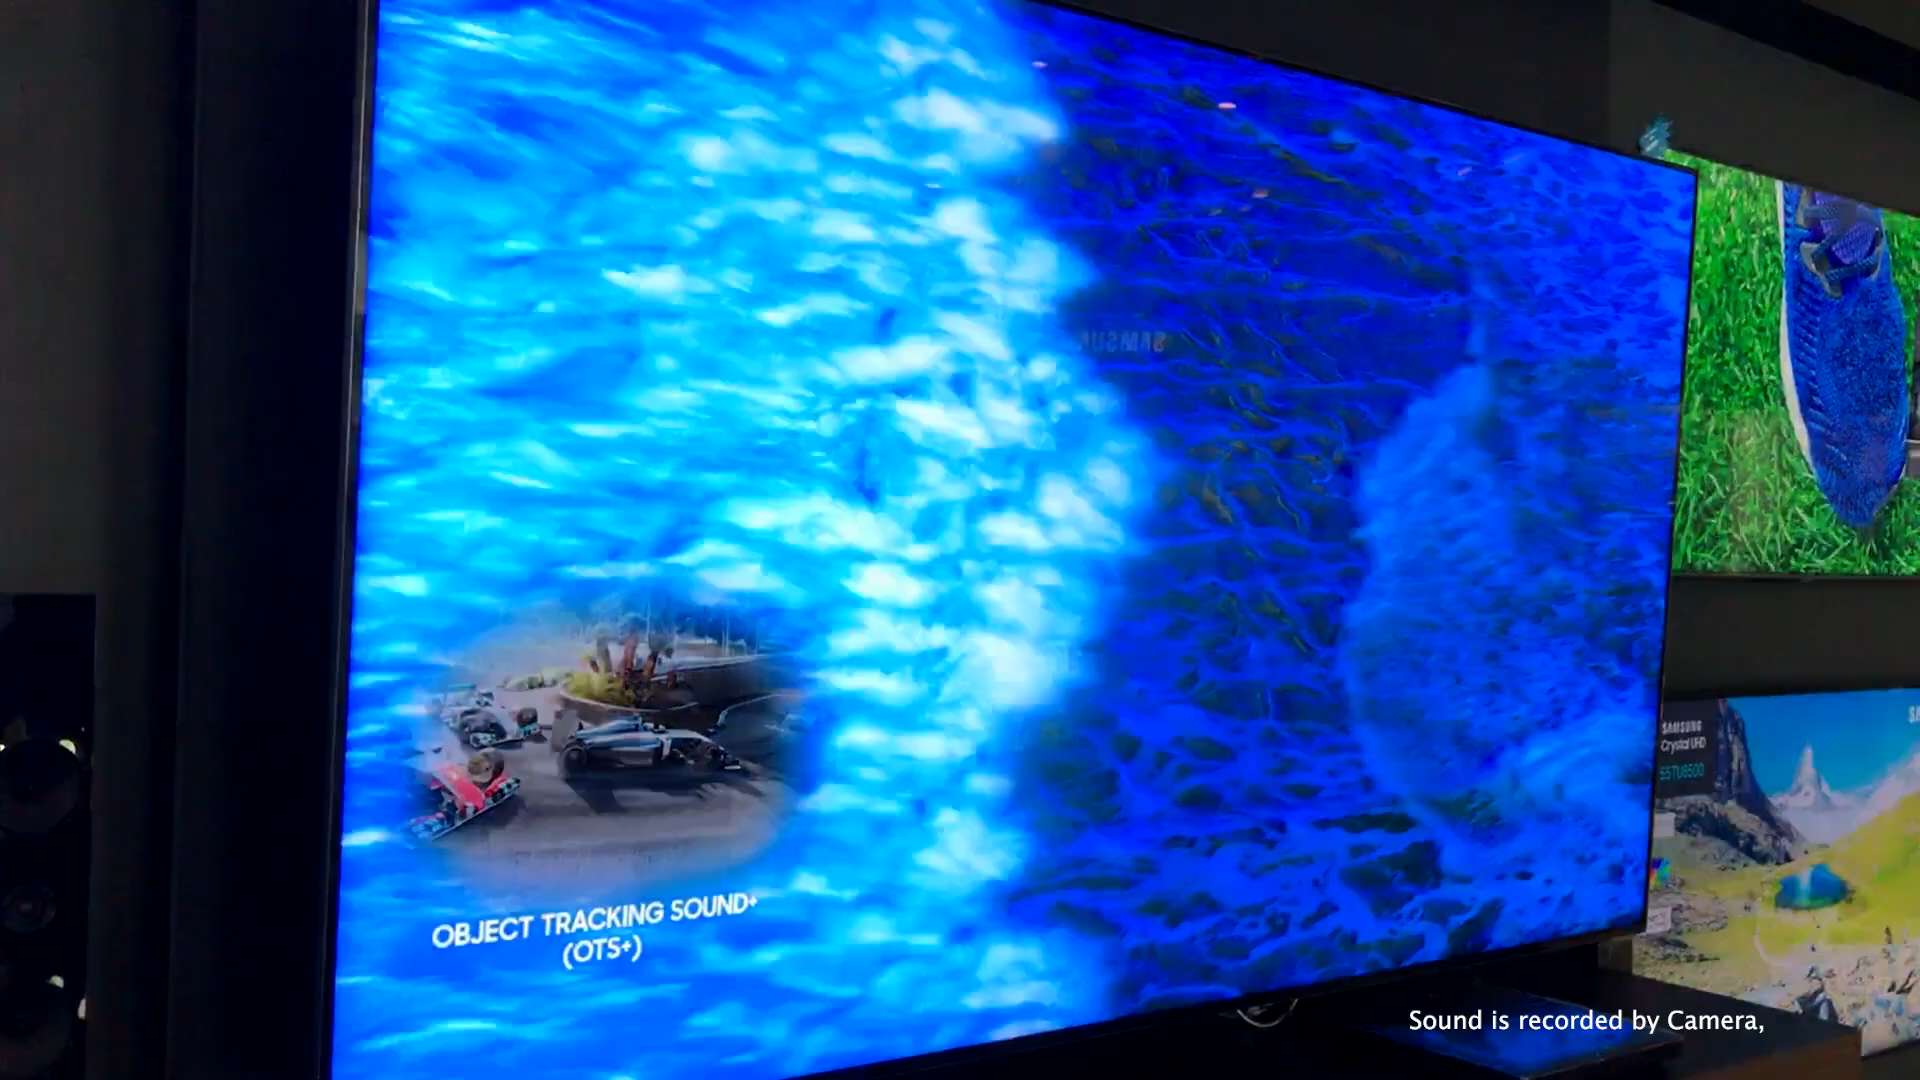 OBJECT TRACKING SOUND+
(OTS+)
SAMSUNG
Crystal UHD
Sound is recorded by Camera,